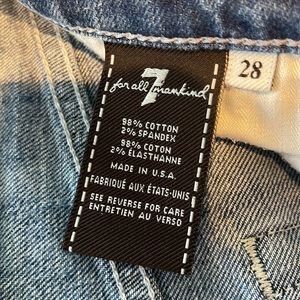 7
for all mankind
98% COTTON
2% SPANDEX
98% COTON
2% ÉLASTHANNE
MADE IN U.S.A.
FABRIQUÉ AUX ÉTATS-UNIS
SEE REVERSE FOR CARE
ENTRETIEN AU VERSO
28